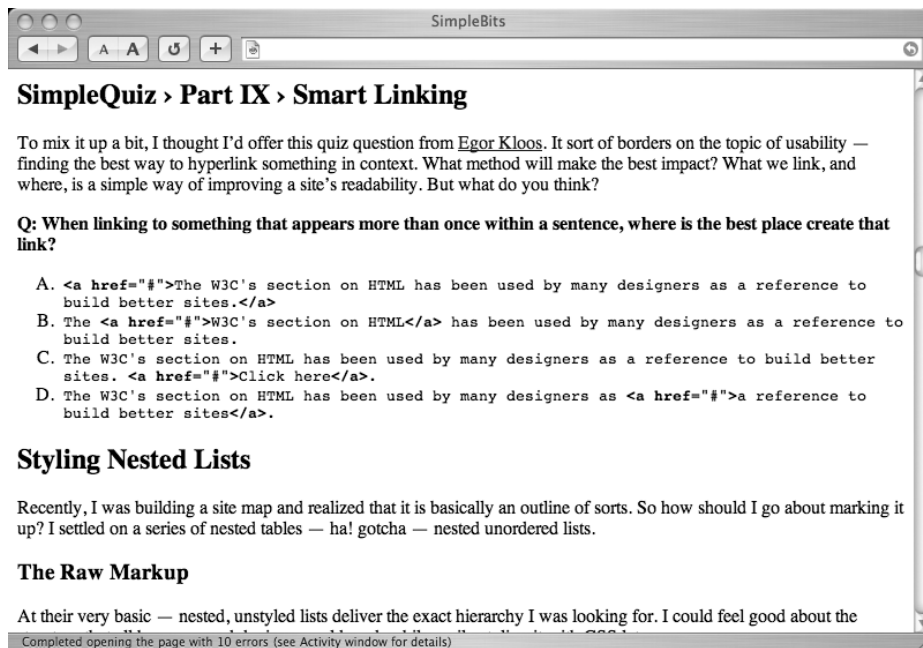 SimpleBits
A A
SimpleQuiz › Part IX › Smart Linking
To mix it up a bit, I thought I’d offer this quiz question from Egor Kloos. It sort of borders on the topic of usability —
finding the best way to hyperlink something in context. What method will make the best impact? What we link, and
where, is a simple way of improving a site’s readability. But what do you think?
Q: When linking to something that appears more than once within a sentence, where is the best place create that
link?
A. <a href="#">The W3C's section on HTML has been used by many designers as a reference to
build better sites.</a>
B. The <a href="#">W3C's section on HTML</a> has been used by many designers as a reference to
build better sites.
C. The W3C's section on HTML has been used by many designers as a reference to build better
sites. <a href="#">Click here</a>.
D. The W3C's section on HTML has been used by many designers as <a href="#">a reference to
build better sites</a>.
Styling Nested Lists
Recently, I was building a site map and realized that it is basically an outline of sorts. So how should I go about marking it
up? I settled on a series of nested tables — ha! gotcha — nested unordered lists.
The Raw Markup
At their very basic — nested, unstyled lists deliver the exact hierarchy I was looking for. I could feel good about the
Completed opening the page with 10 errors (see Activity window for details)